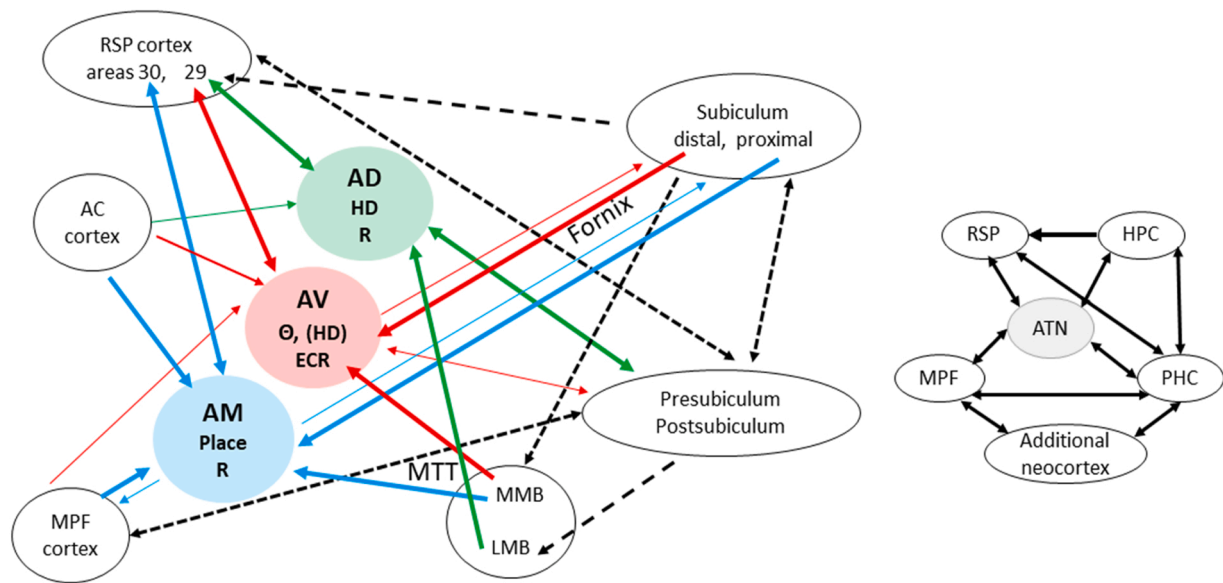 RSP cortex
areas 30, 29
Subiculum
distal, proximal
AD
HD
R
Fornix
AC
cortex
AV
Θ, (HD)
ECR
AM
Place
R
Presubiculum
Postsubiculum
MTT
MMB
LMB
MPF
cortex
RSP
HPC
ATN
MPF
PHC
Additional
neocortex